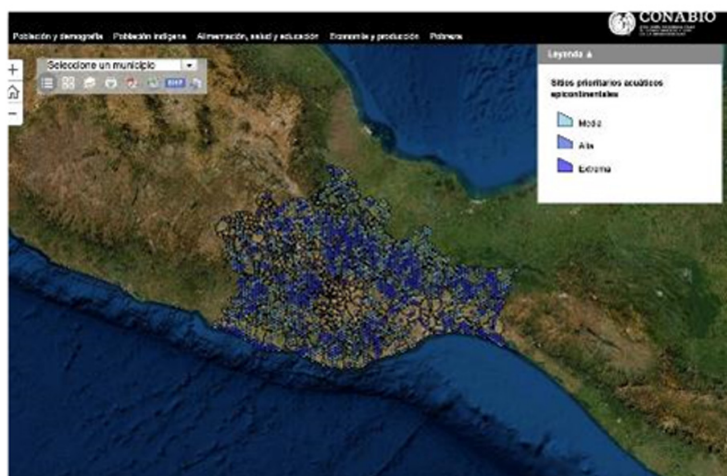 CONABIO
Población y demografía Población indígena Alimentación, salud y educación Economía y producción Pobreza
Leyenda
Seleccione un municipio
Sitios prioritarios acuáticos
epicontinentales
Media
Alta
Extrema